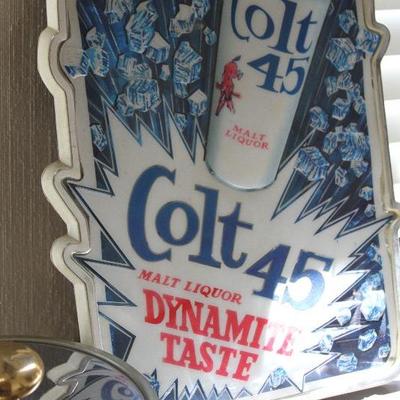 Colt
45
MALT
LIQUOR
Colt 45
MALT LIQUOR
DYNAMITE
TASTE